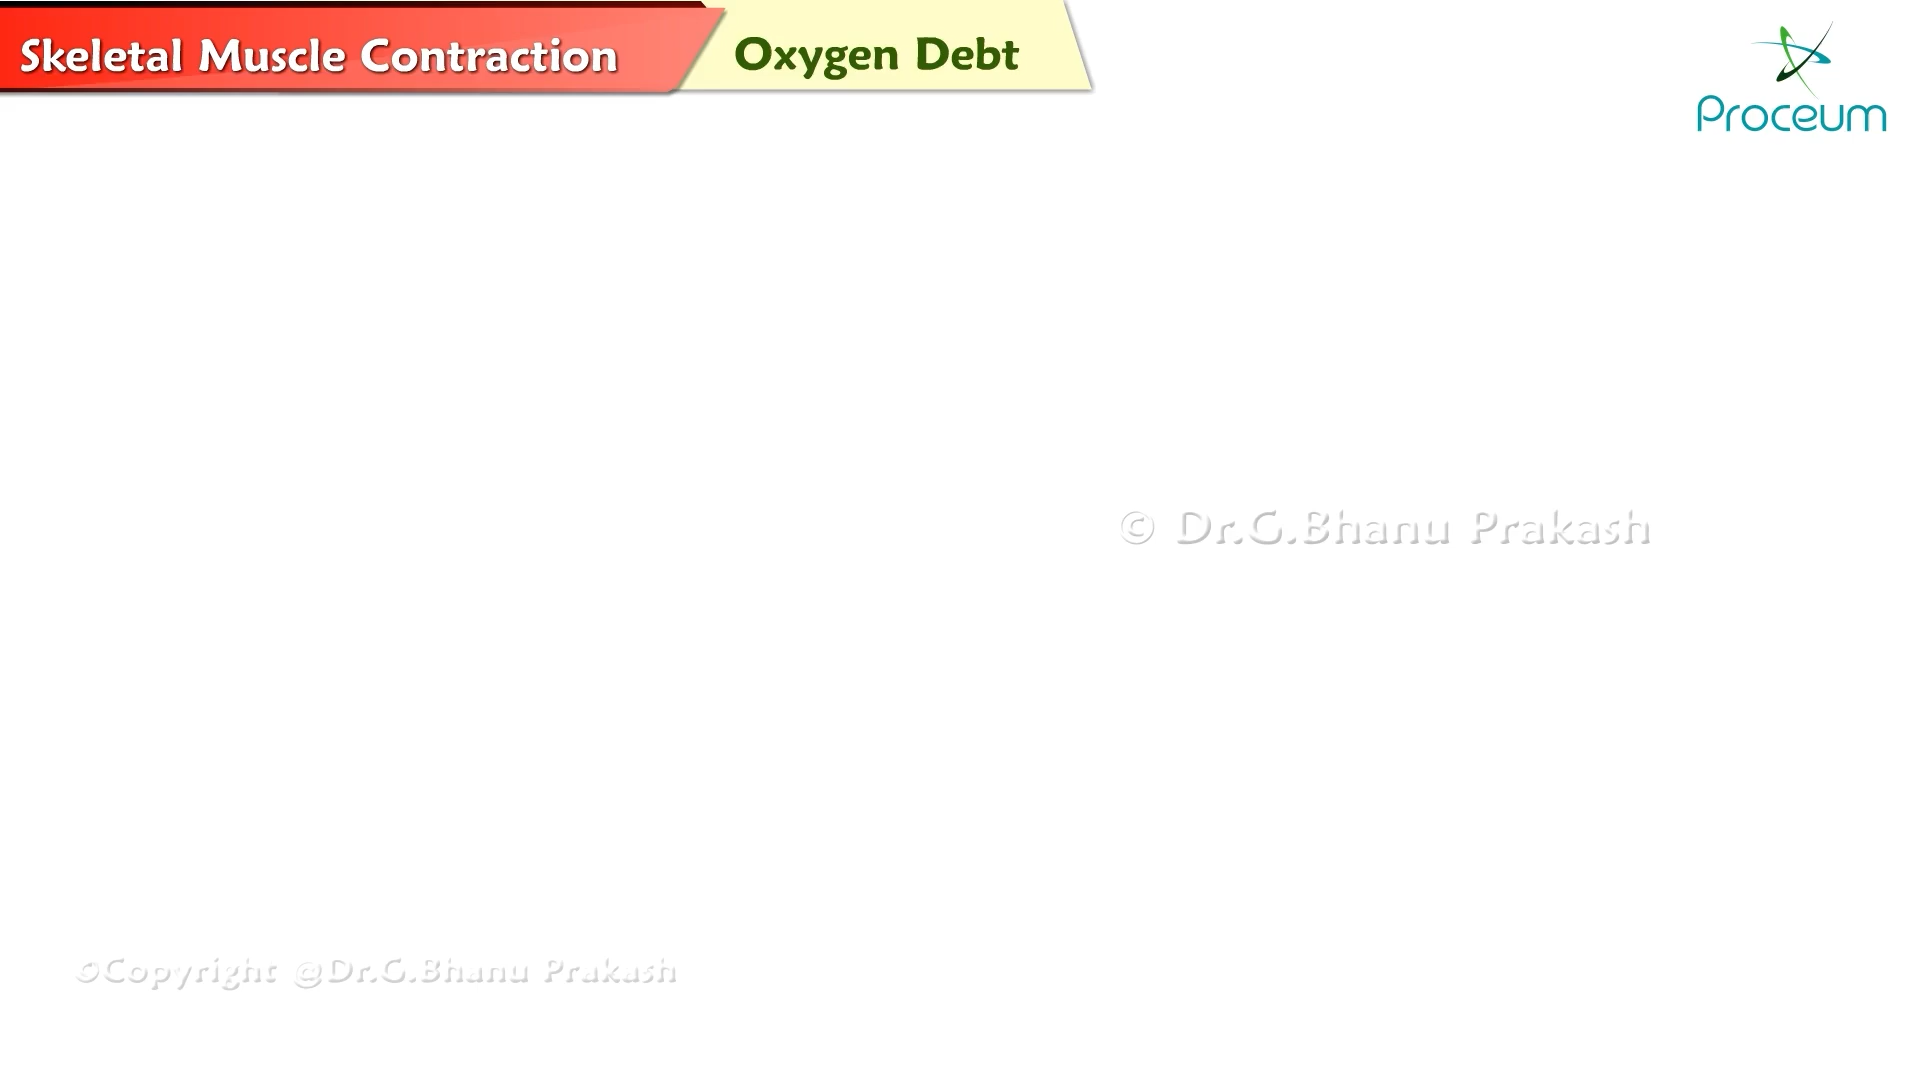 Skeletal Muscle Contraction
Oxygen Debt
Proceum
© Dr.G.Bhanu Prakash
©Copyright @Dr.G.Bhanu Prakash